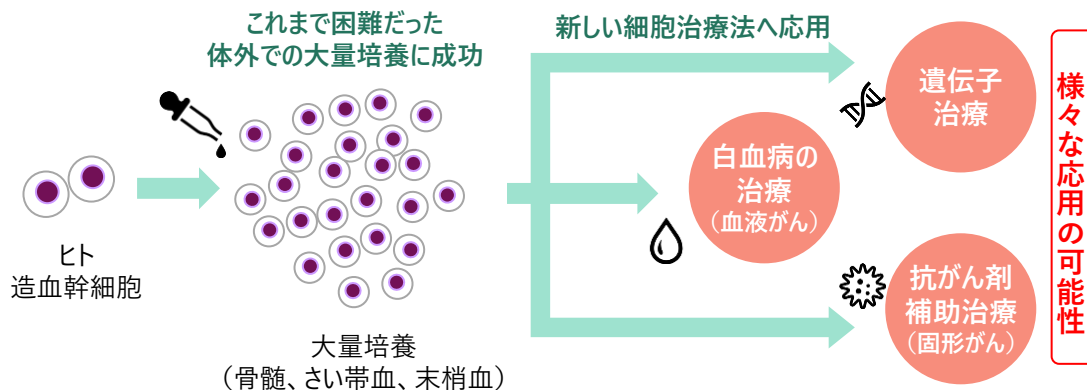 これまで困難だった
体外での大量培養に成功
新しい細胞治療法へ応用
ヒト
造血幹細胞
大量培養
（骨髄、さい帯血、末梢血）
遺伝子
治療
白血病の
治療
（血液がん）
抗がん剤
補助治療
（固形がん）
様々な応用の可能性